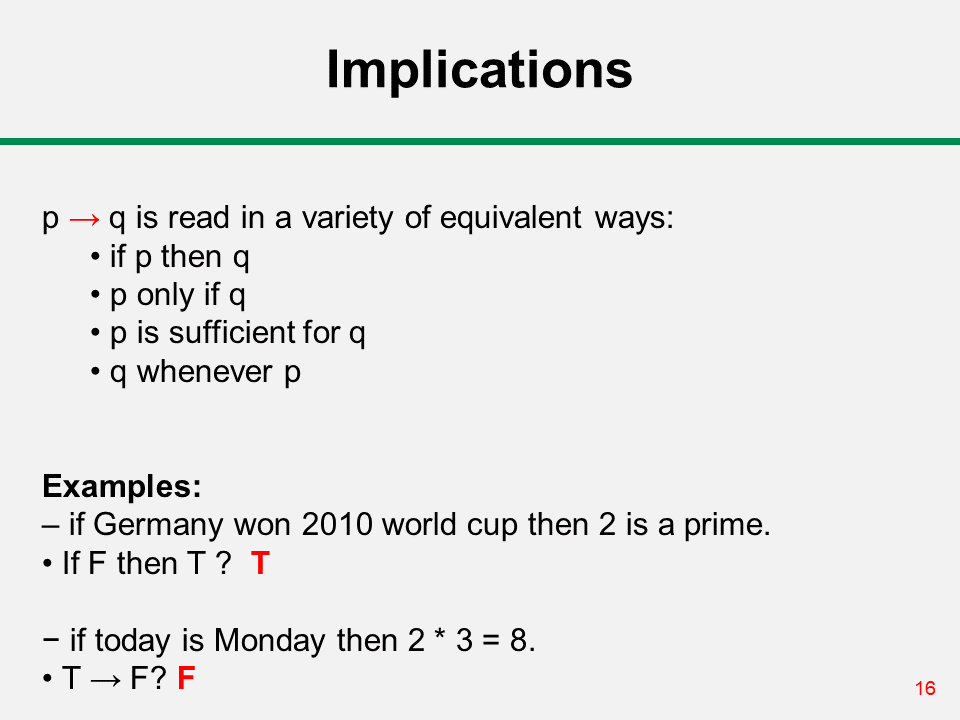 Implications
p → q is read in a variety of equivalent ways:
• if p then q
• p only if q
• p is sufficient for q
• q whenever p
Examples:
– if Germany won 2010 world cup then 2 is a prime.
• If F then T ? T
− if today is Monday then 2 * 3 = 8.
• T → F? F
16